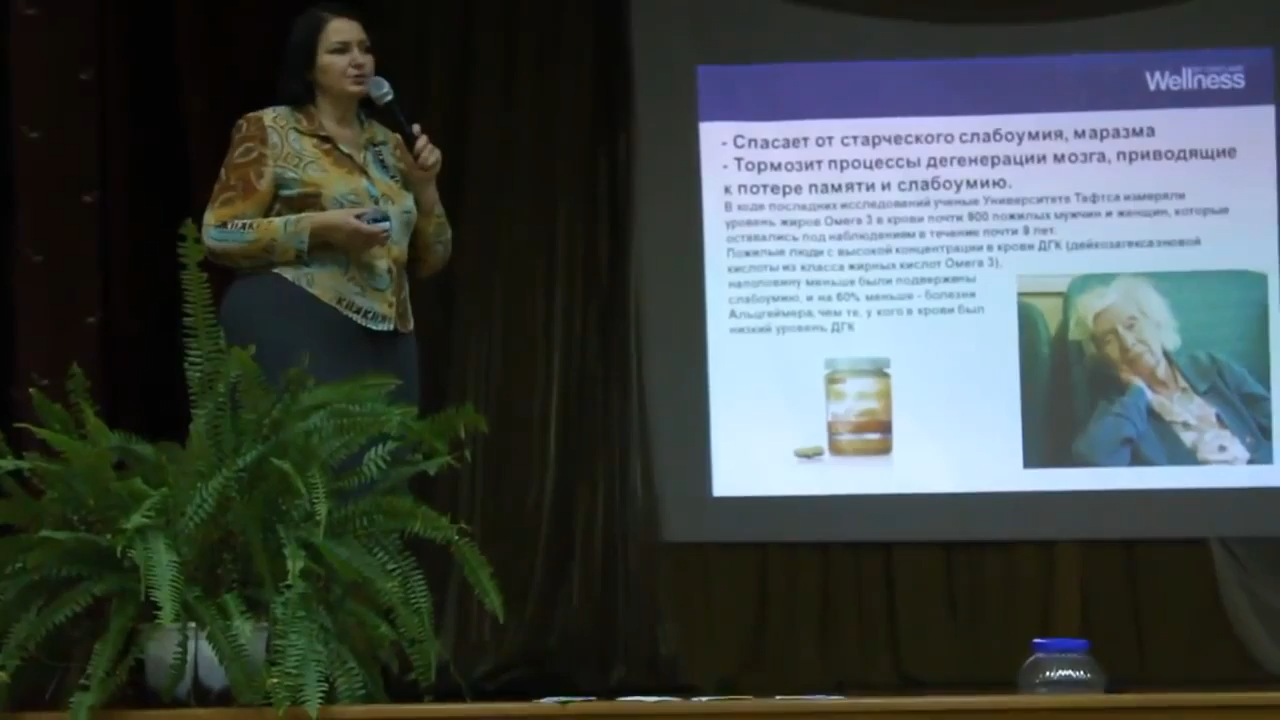 Wellness
- Спасает от старческого слабоумия, маразма
- Тормозит процессы дегенерации мозга, приводящие
к потере памяти и слабоумию.
В ходе последних исследований ученые Университета Тафтса измеряли
уровень жиров Омега 3 в крови почти 900 пожилых мужчин и женщин, которые
оставались под наблюдением в течение почти 9 лет.
Пожилые люди с высокой концентрации в крови ДГК (дейкозагексаэновой
кислоты из класса жирных кислот Омега 3),
наполовину меньше были подвержены
слабоумию, и на 60% меньше - болезни
Альцгеймера, чем те, у кого в крови был
низкий уровень ДГК